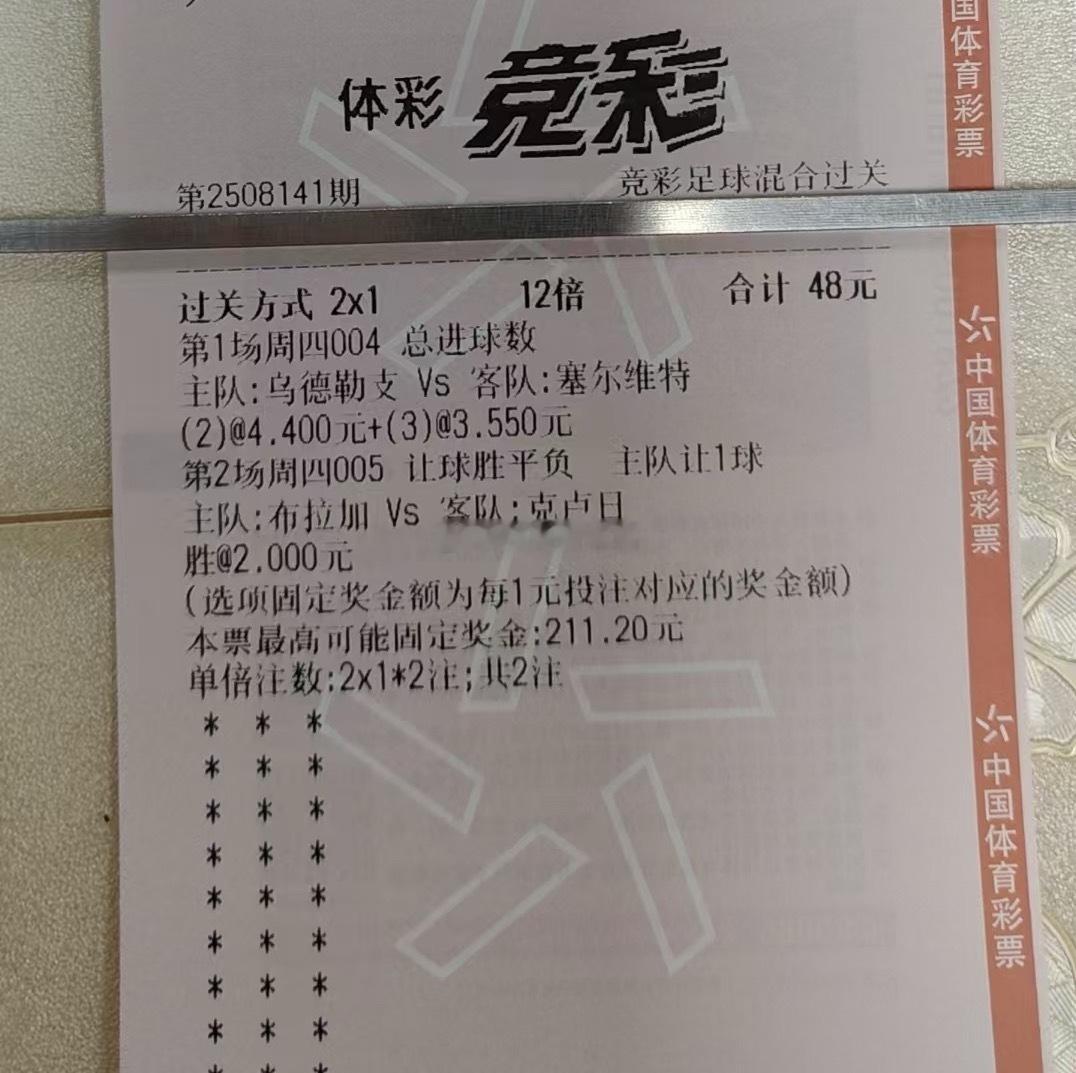 体彩 竞彩
第2508141期 竞彩足球混合过关
过关方式 2x1 12倍 合计 48元
第1场周四004 总进球数
主队:乌德勒支 Vs 客队:塞尔维特
(2)@4.400元+(3)@3.550元
第2场周四005 让球胜平负 主队让1球
主队:布拉加 Vs 客队:克卢日
胜@2.000元
(选项固定奖金额为每1元投注对应的奖金额)
本票最高可能固定奖金:211.20元
单倍注数:2x1*2注;共2注
* * *
* * *
* * *
* * *
* * *
* * *
* * *
* * *
* * *
国体育彩票
中国体育彩票
中国体育彩票